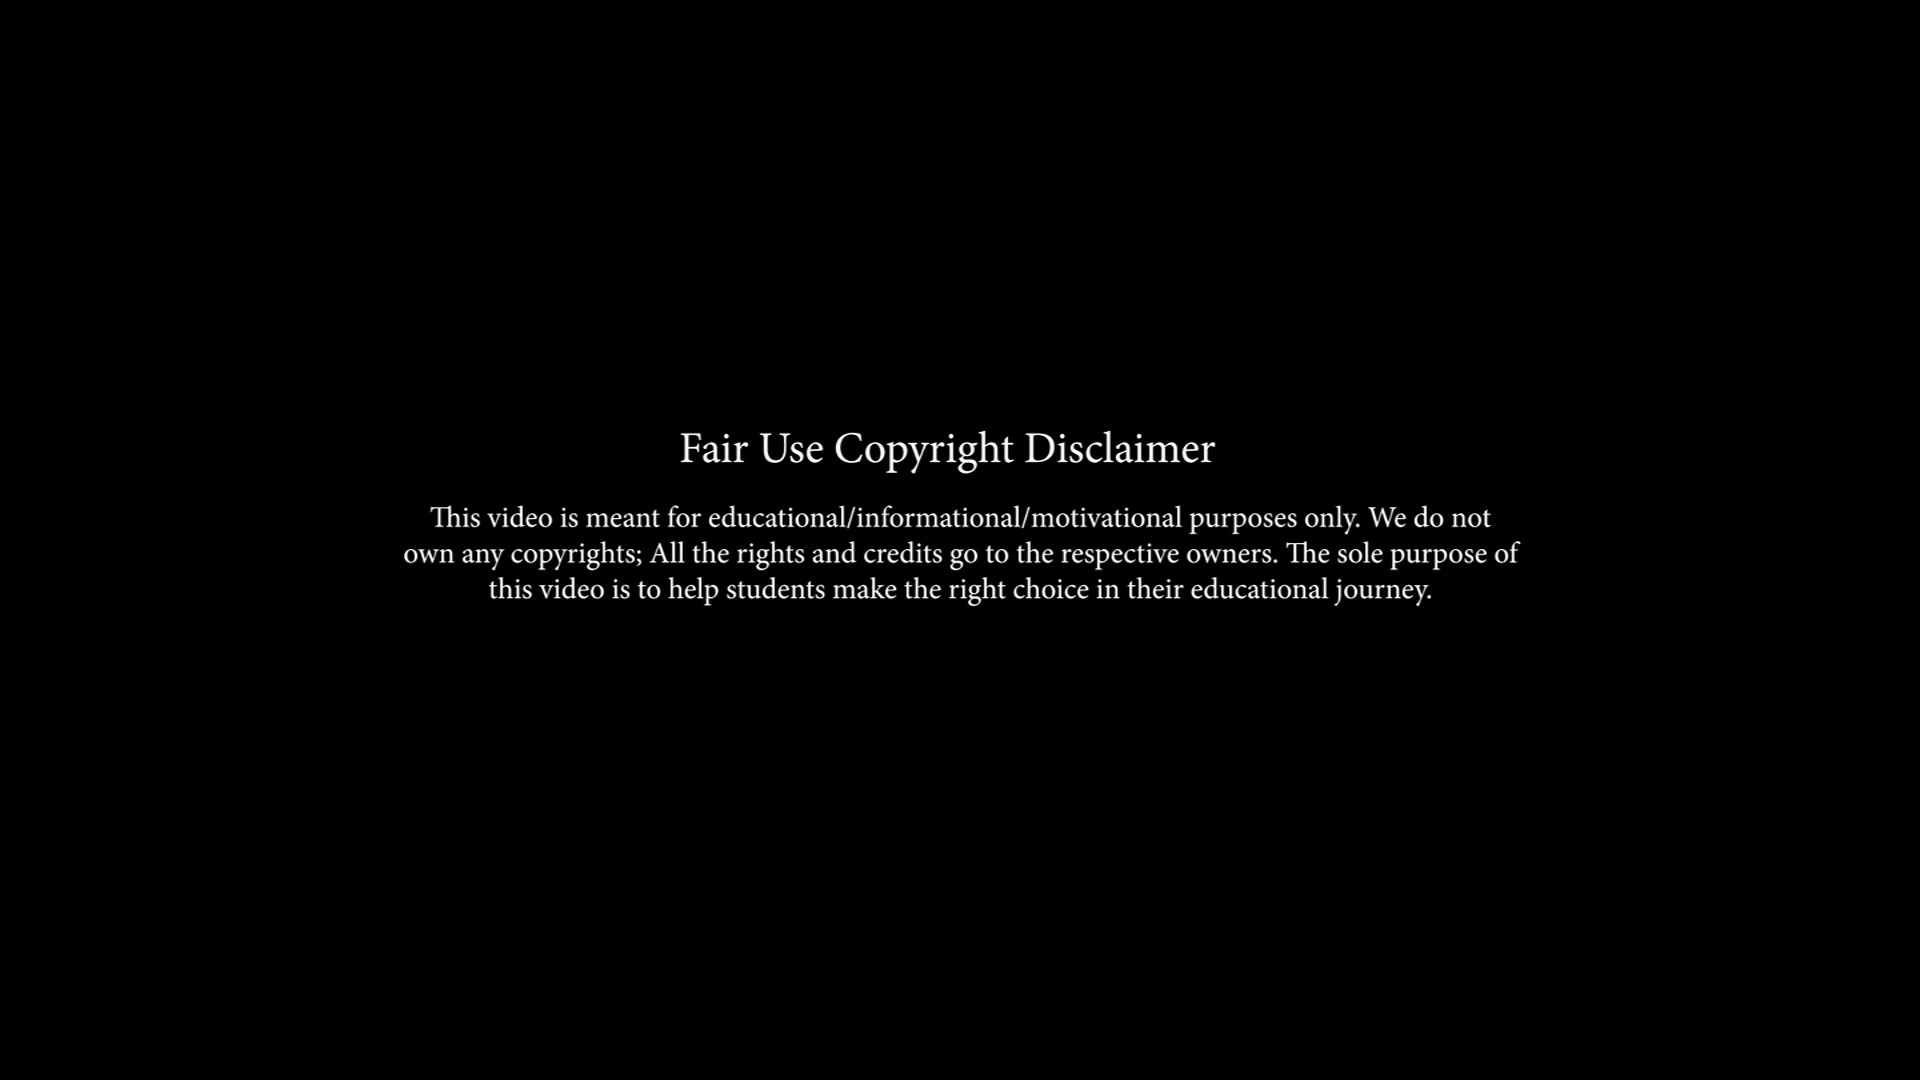 Fair Use Copyright Disclaimer
This video is meant for educational/informational/motivational purposes only. We do not
own any copyrights; All the rights and credits go to the respective owners. The sole purpose of
this video is to help students make the right choice in their educational journey.